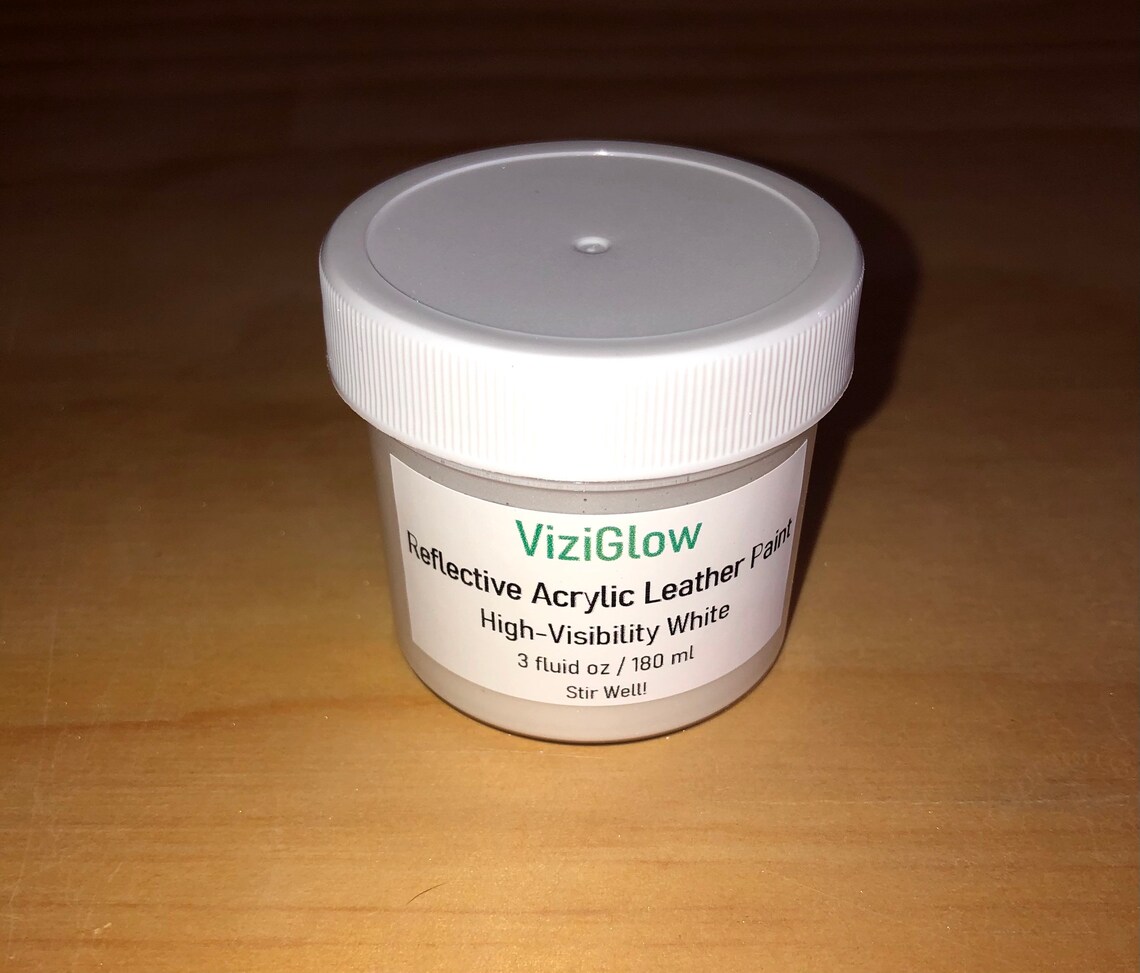 ViziGlow
Reflective Acrylic Leather Paint
High-Visibility White
3 fluid oz / 180 ml
Stir Well!